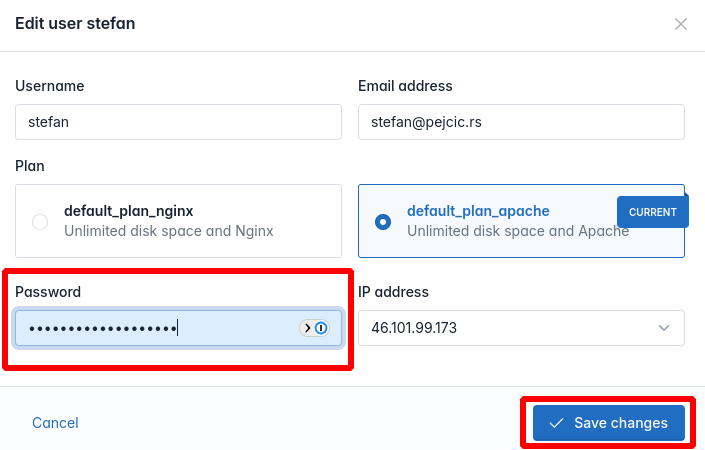 Edit user stefan
Username
Email address
stefan
stefan@pejcic.rs
Plan
default_plan_nginx
Unlimited disk space and Nginx
default_plan_apache
CURRENT
Unlimited disk space and Apache
Password
IP address
•••••••••••••••••••
46.101.99.173
Cancel
Save changes